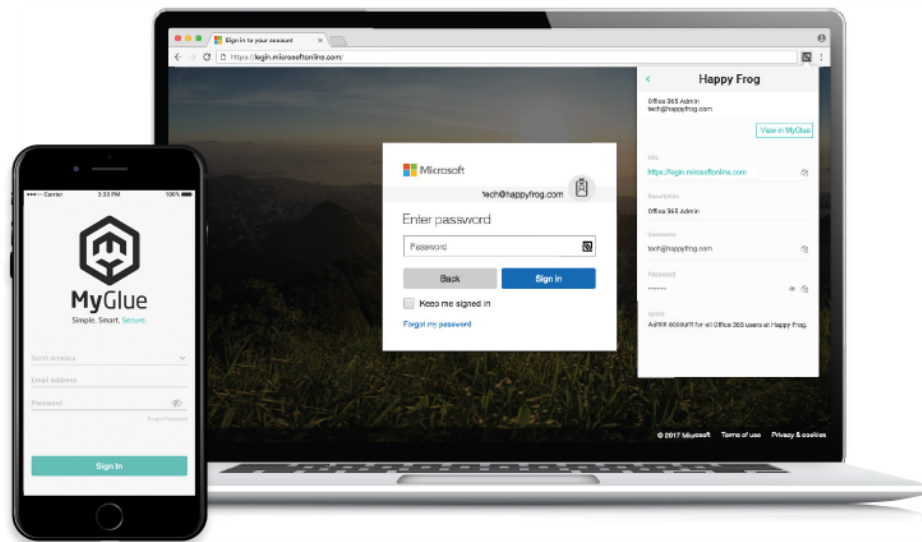 Sign in to your account
https://login.microsoftonline.com/
Happy Frog
Office 365 Admin
tech@happyfrog.com
View in MyGlue
URL
https://login.microsoftonline.com
Description
Office 365 Admin
Username
tech@happyfrog.com
Password
Notes
Admin account for all Office 365 users at Happy Frog.
Microsoft
tech@happyfrog.com
Enter password
Password
Back
Sign in
Keep me signed in
Forgot my password
© 2017 Microsoft Terms of use Privacy & cookies
Carrier 3:33 PM 100%
MyGlue
Simple. Smart. Secure.
North America
Email Address
Password
Forgot Password
Sign In